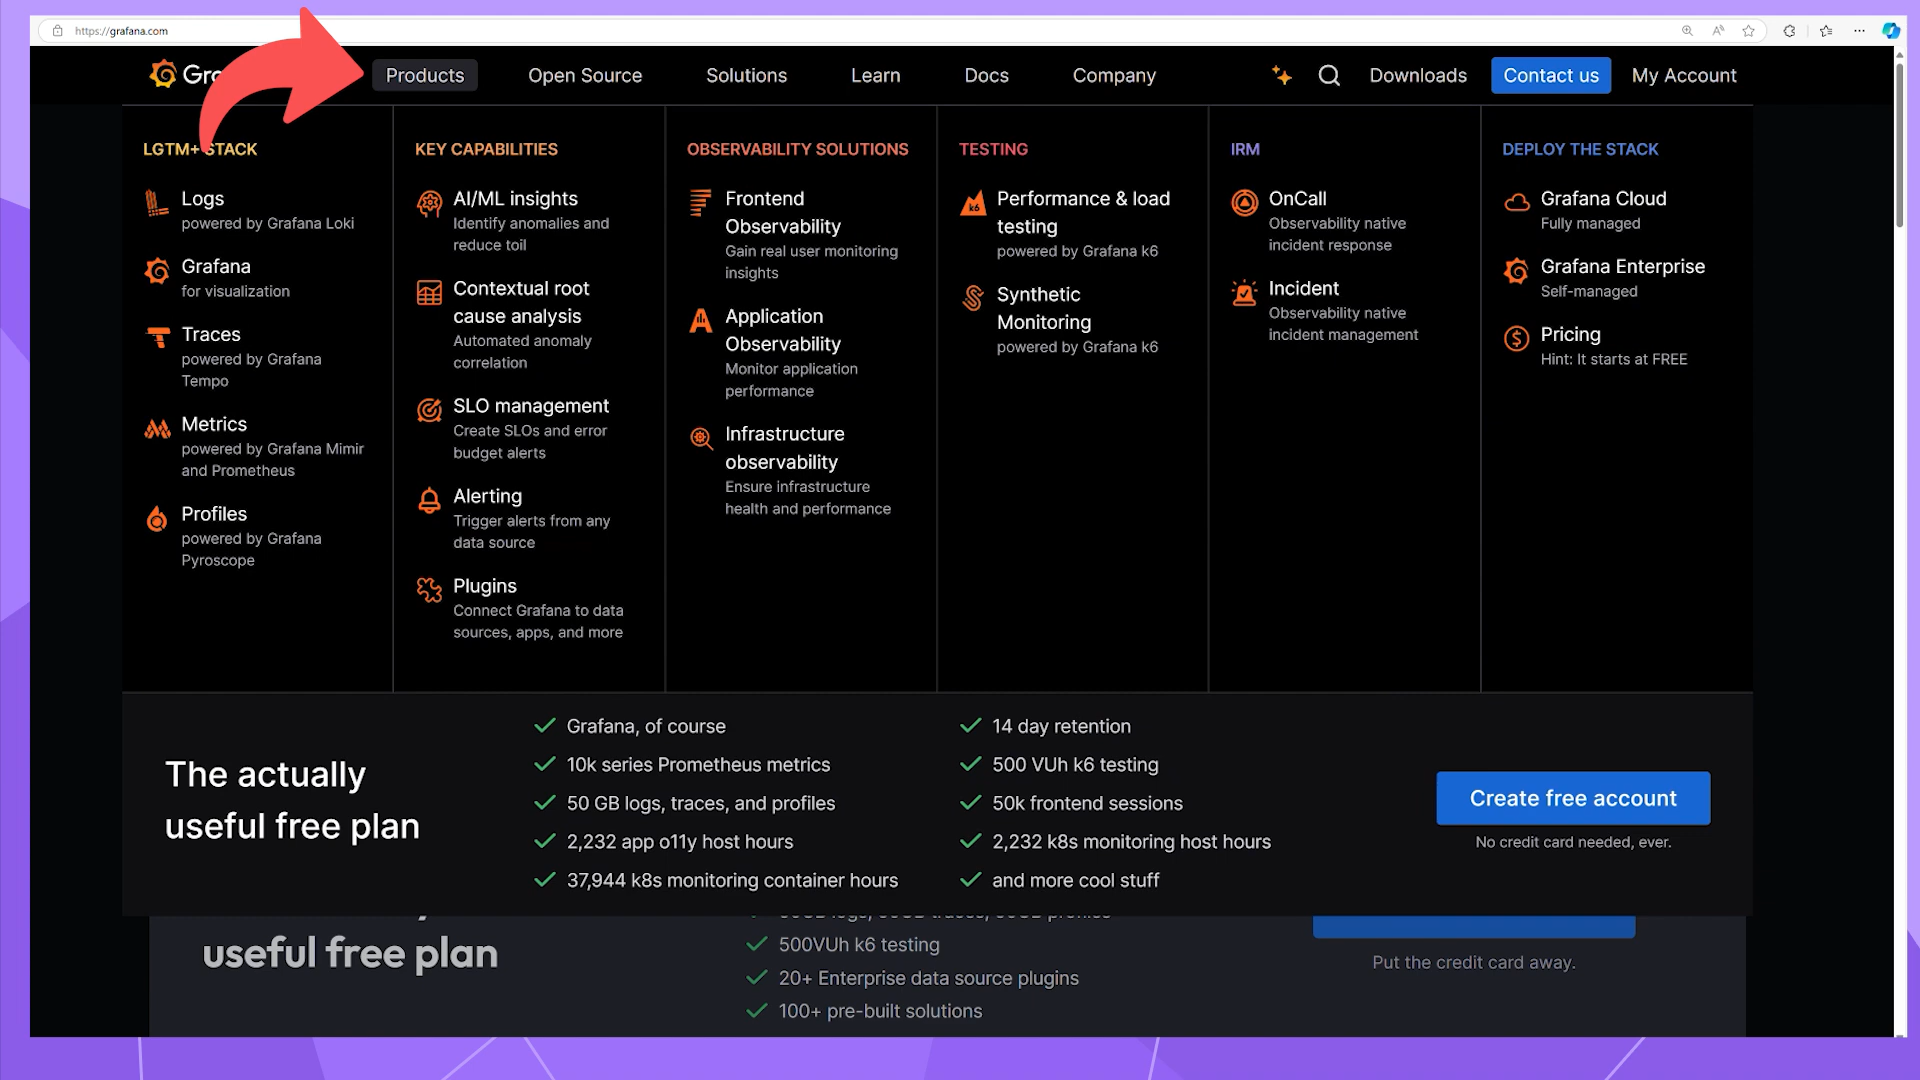 https://grafana.com
Gr
Products
Open Source
Solutions
Learn
Docs
Company
Downloads
Contact us
My Account
LGTM+ STACK
Logs
powered by Grafana Loki
Grafana
for visualization
Traces
powered by Grafana
Tempo
Metrics
powered by Grafana Mimir
and Prometheus
Profiles
powered by Grafana
Pyroscope
KEY CAPABILITIES
AI/ML insights
Identify anomalies and
reduce toil
Contextual root
cause analysis
Automated anomaly
correlation
SLO management
Create SLOs and error
budget alerts
Alerting
Trigger alerts from any
data source
Plugins
Connect Grafana to data
sources, apps, and more
OBSERVABILITY SOLUTIONS
Frontend
Observability
Gain real user monitoring
insights
Application
Observability
Monitor application
performance
Infrastructure
observability
Ensure infrastructure
health and performance
TESTING
Performance & load
testing
powered by Grafana k6
Synthetic
Monitoring
powered by Grafana k6
IRM
OnCall
Observability native
incident response
Incident
Observability native
incident management
DEPLOY THE STACK
Grafana Cloud
Fully managed
Grafana Enterprise
Self-managed
Pricing
Hint: It starts at FREE
The actually
useful free plan
Grafana, of course
10k series Prometheus metrics
50 GB logs, traces, and profiles
2,232 app o11y host hours
37,944 k8s monitoring container hours
14 day retention
500 VUh k6 testing
50k frontend sessions
2,232 k8s monitoring host hours
and more cool stuff
Create free account
No credit card needed, ever.
useful free plan
500VUh k6 testing
20+ Enterprise data source plugins
100+ pre-built solutions
Put the credit card away.